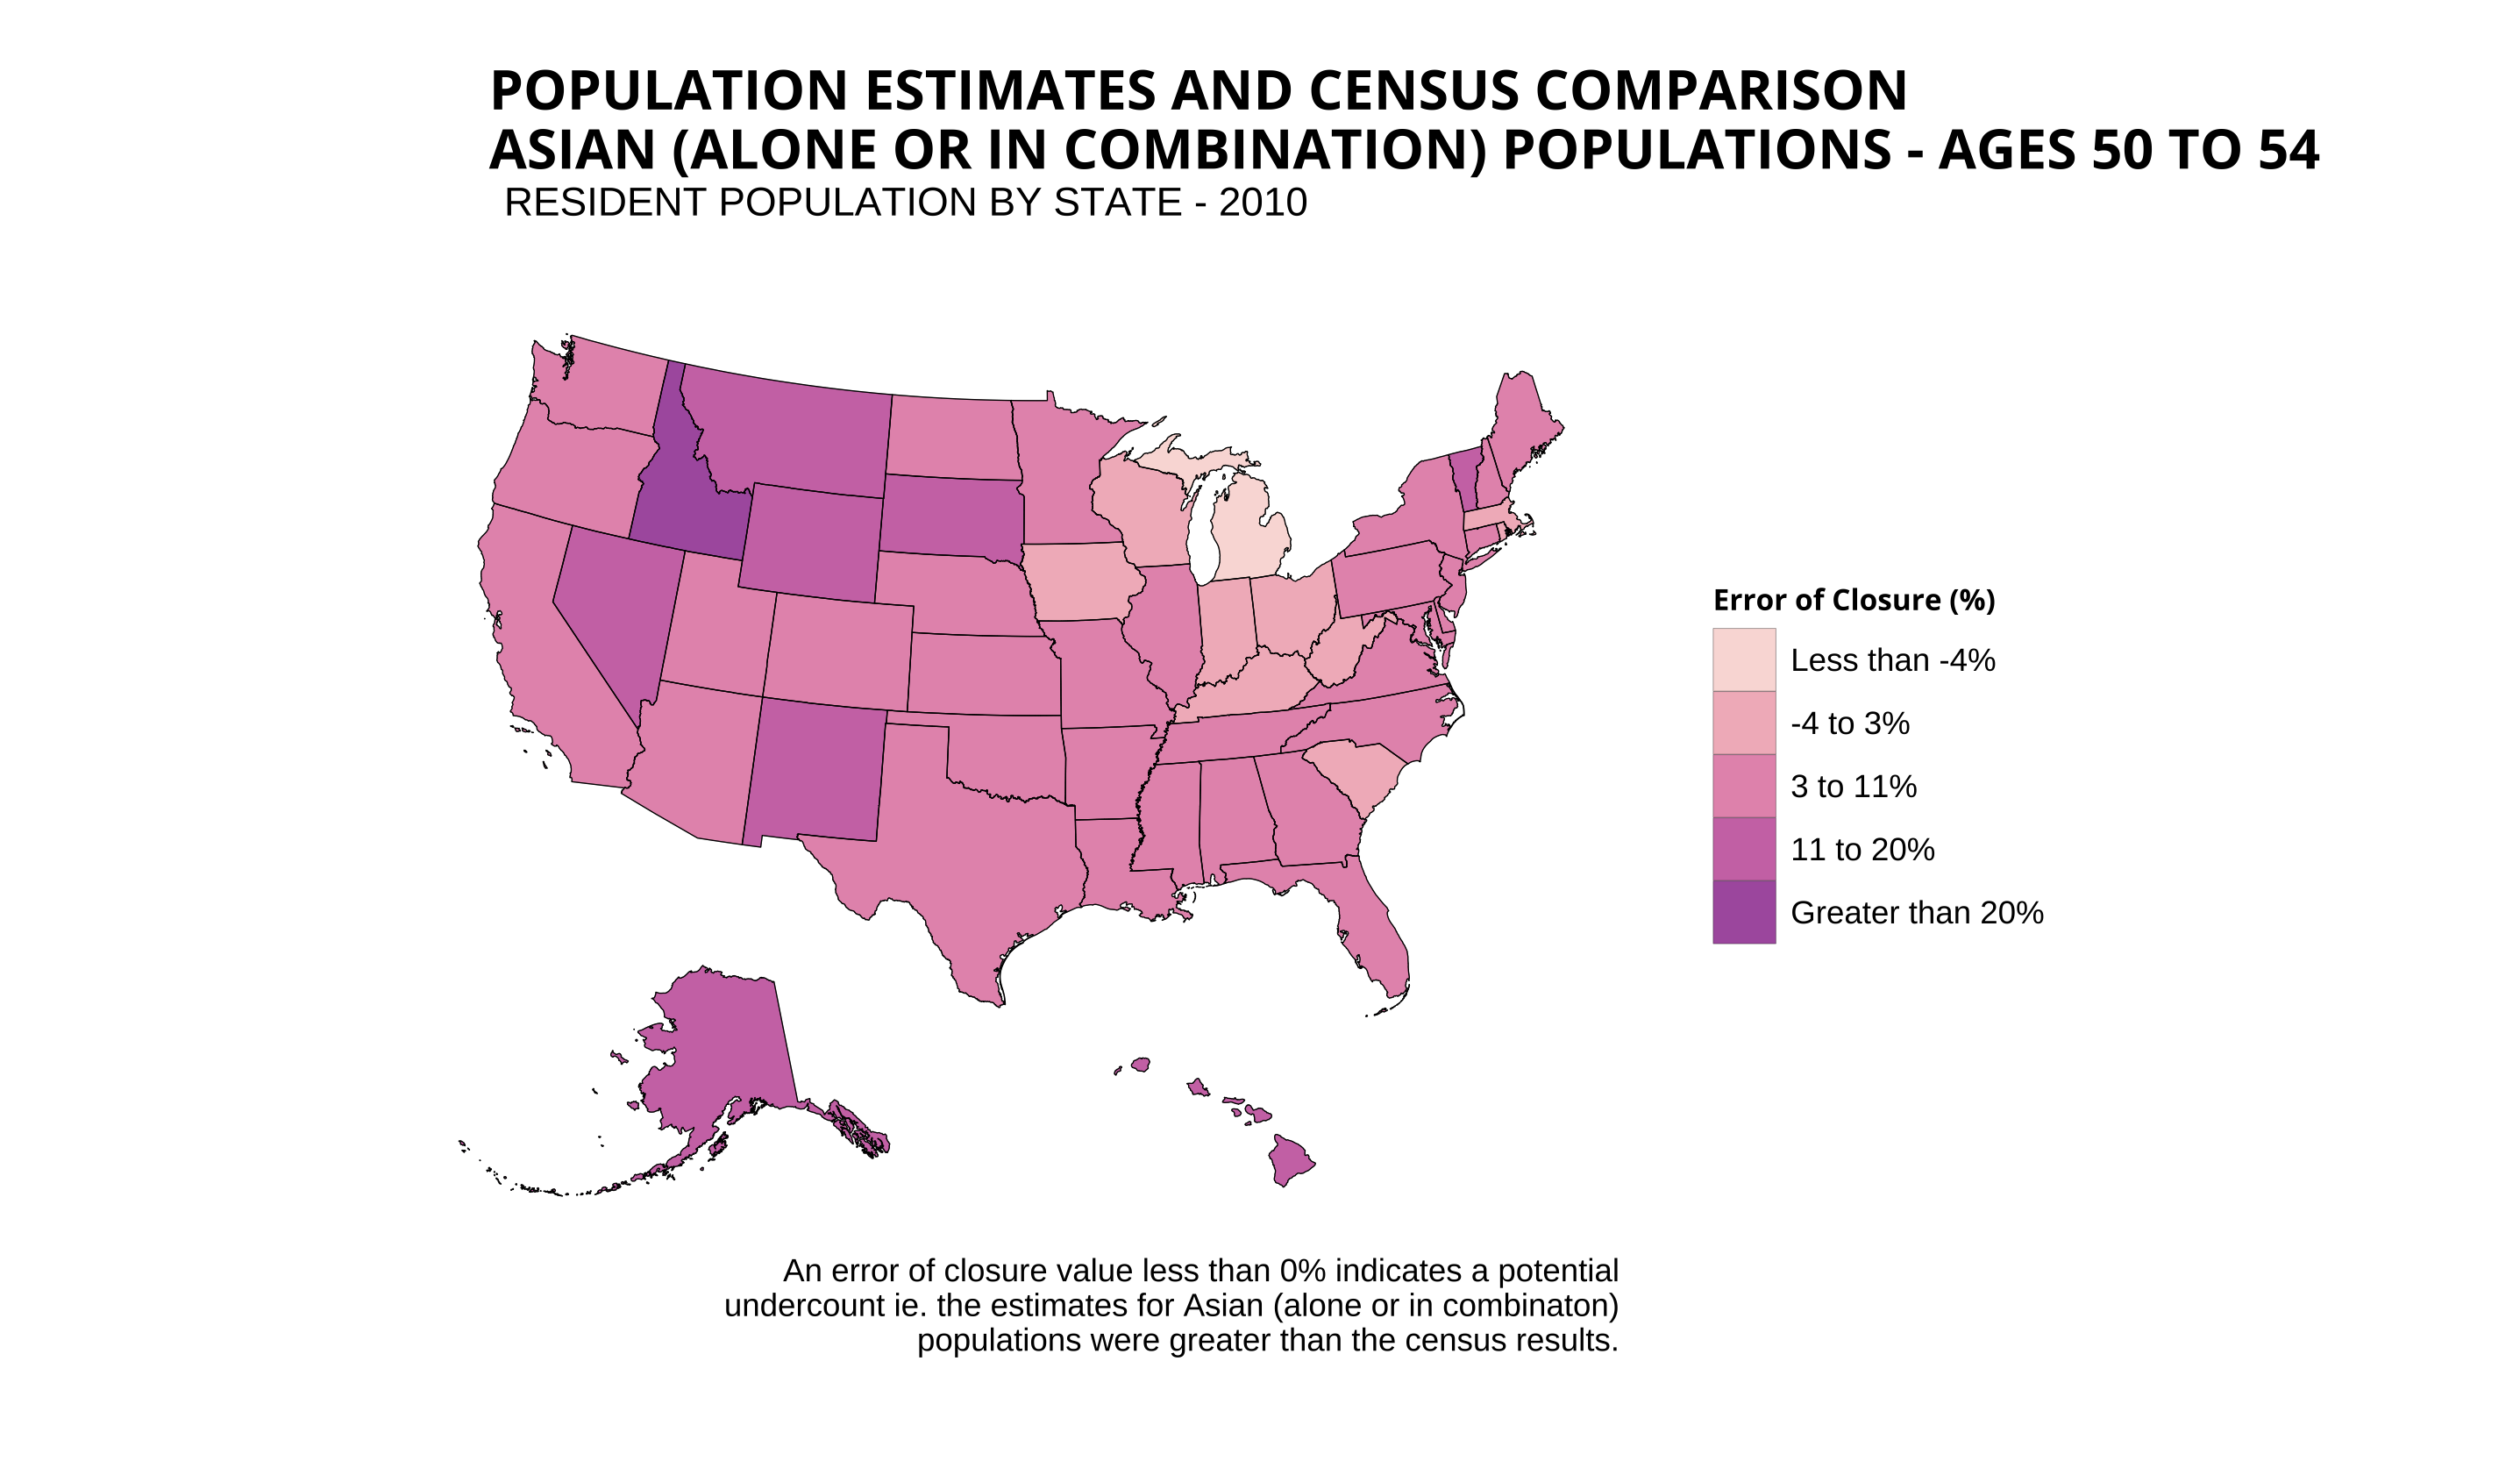 POPULATION ESTIMATES AND CENSUS COMPARISON
ASIAN (ALONE OR IN COMBINATION) POPULATIONS - AGES 50 TO 54
RESIDENT POPULATION BY STATE - 2010
Error of Closure (%)
Less than -4%
-4 to 3%
3 to 11%
11 to 20%
Greater than 20%
An error of closure value less than 0% indicates a potential
undercount ie. the estimates for Asian (alone or in combinaton)
populations were greater than the census results.